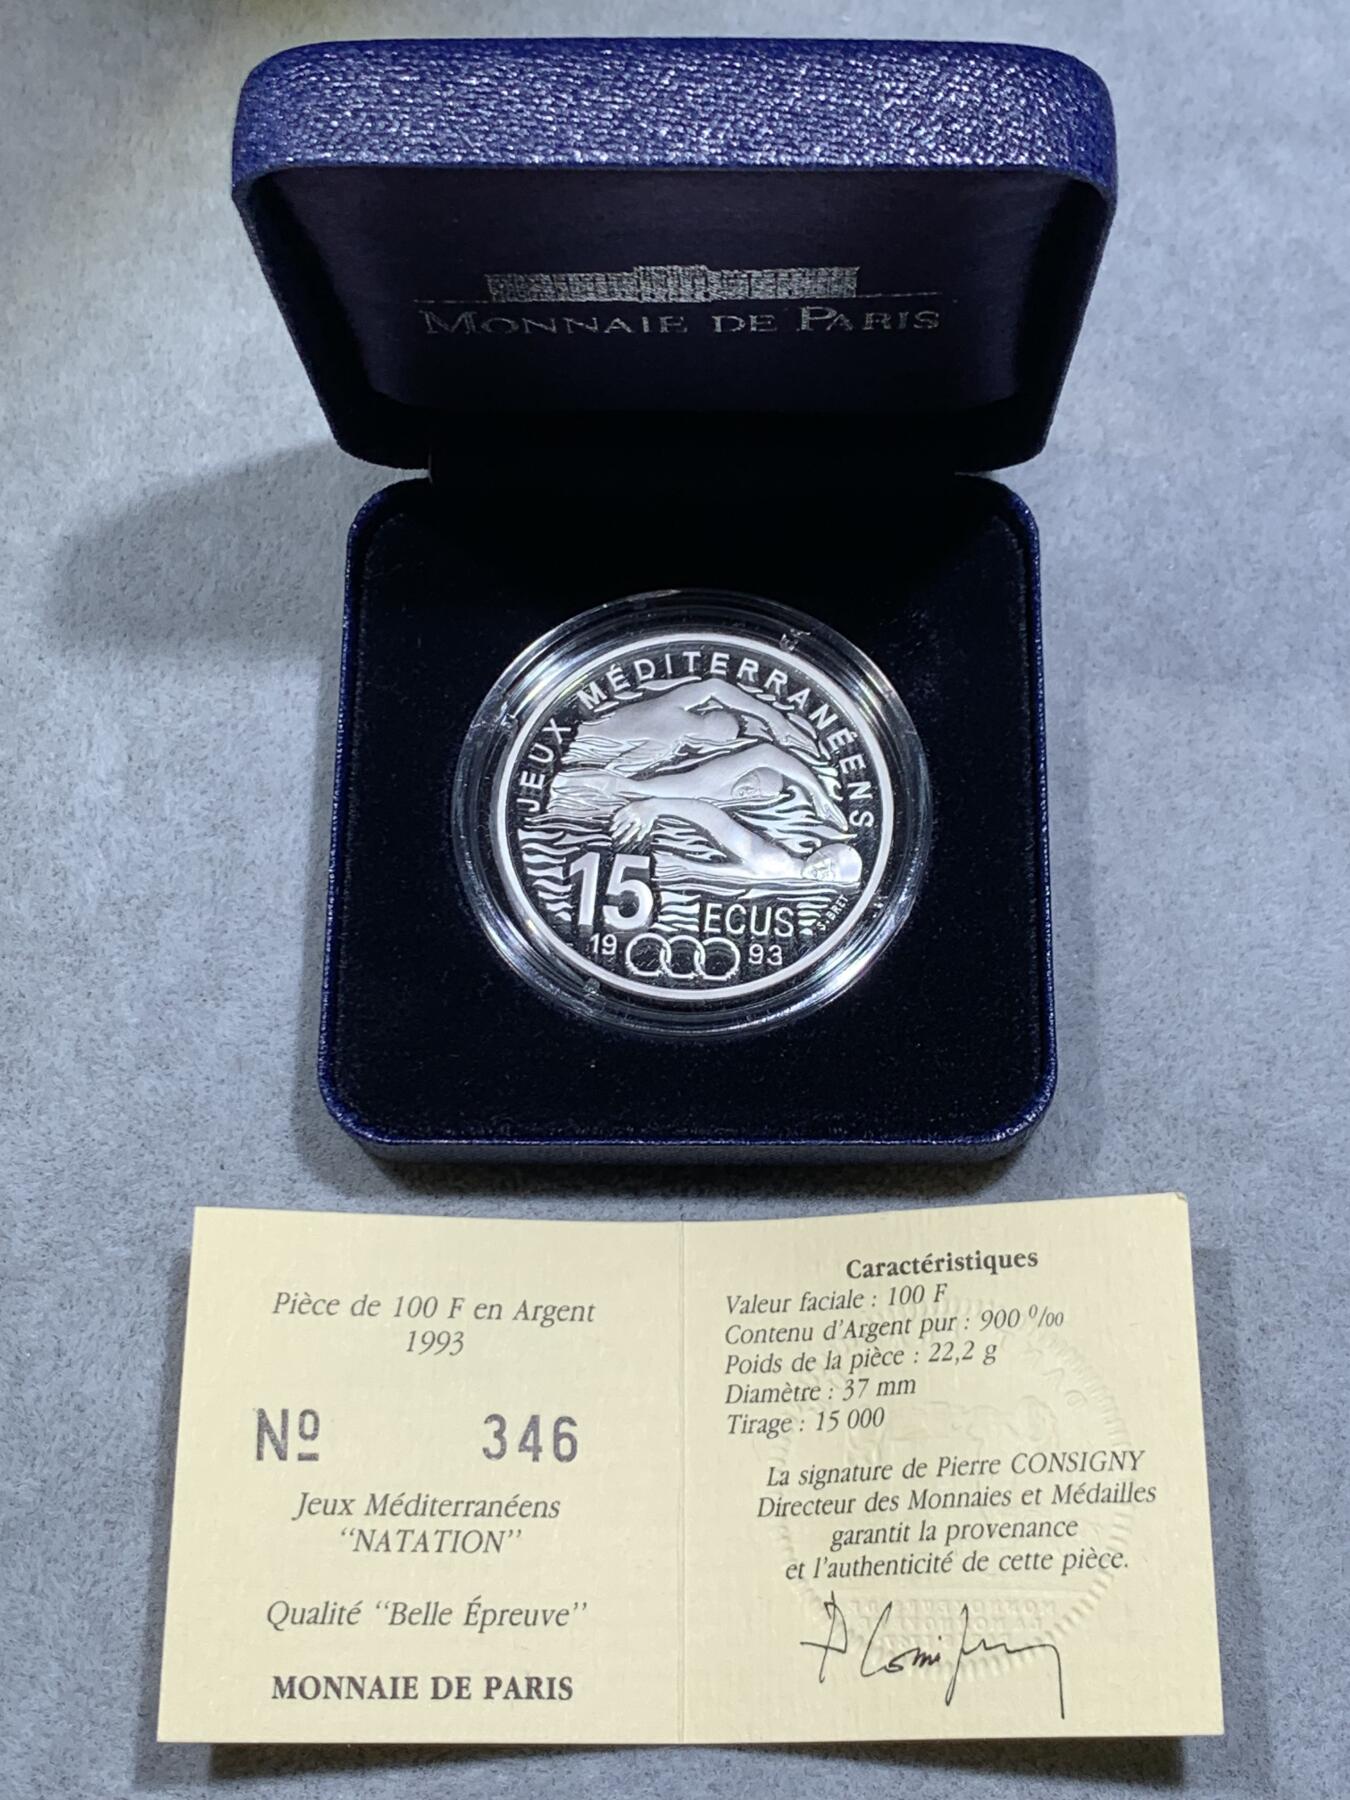 MONNAIE DE PARIS
JEUX MÉDITERRANÉENS
15
ECUS
S. BRET
19 93
Pièce de 100 F en Argent
1993
Nº 346
Jeux Méditerranéens
“NATATION”
Qualité “Belle Épreuve”
MONNAIE DE PARIS
Caractéristiques
Valeur faciale : 100 F
Contenu d'Argent pur : 900 ⁰/₀₀
Poids de la pièce : 22,2 g
Diamètre : 37 mm
Tirage : 15 000
La signature de Pierre CONSIGNY
Directeur des Monnaies et Médailles
garantit la provenance
et l'authenticité de cette pièce.